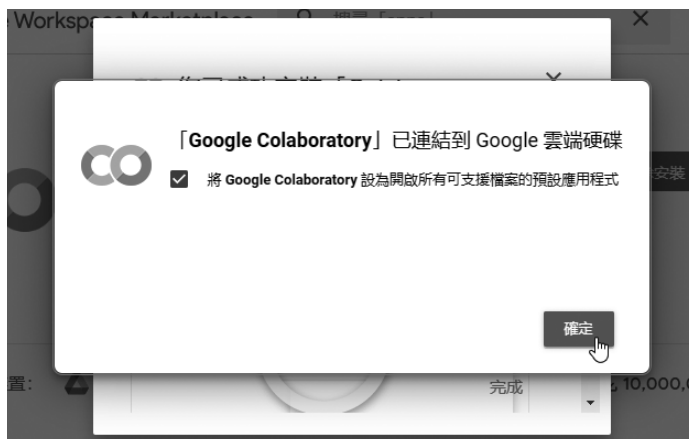 Workspace Marketplace
「Google Colaboratory」已連結到 Google 雲端硬碟
將 Google Colaboratory 設為開啟所有可支援檔案的預設應用程式
安裝
確定
置:
完成
10,000,0